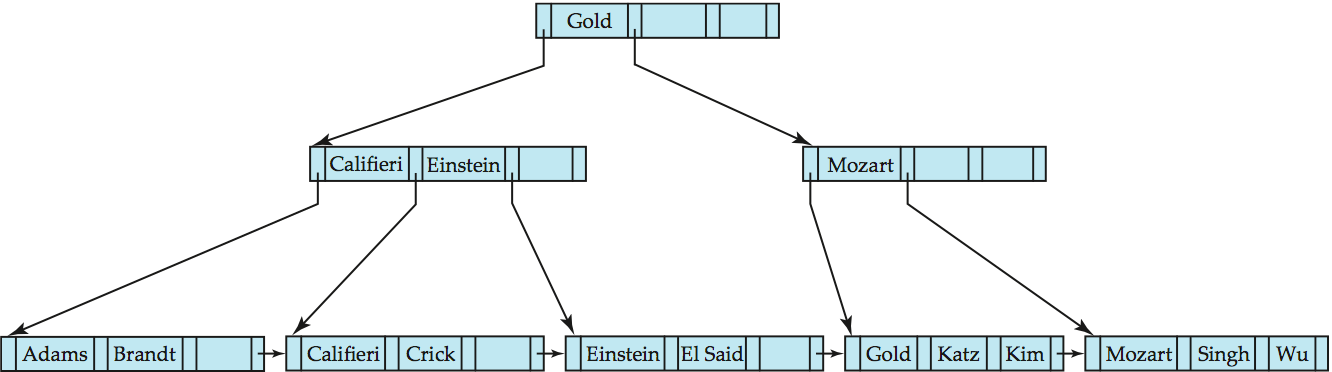 Gold
Califieri Einstein
Mozart
Adams Brandt
Califieri Crick
Einstein El Said
Gold Katz Kim
Mozart Singh Wu